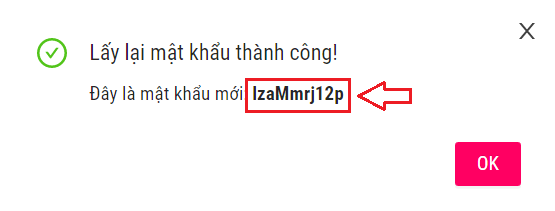 Lấy lại mật khẩu thành công!
Đây là mật khẩu mới IzaMmrj12p
OK